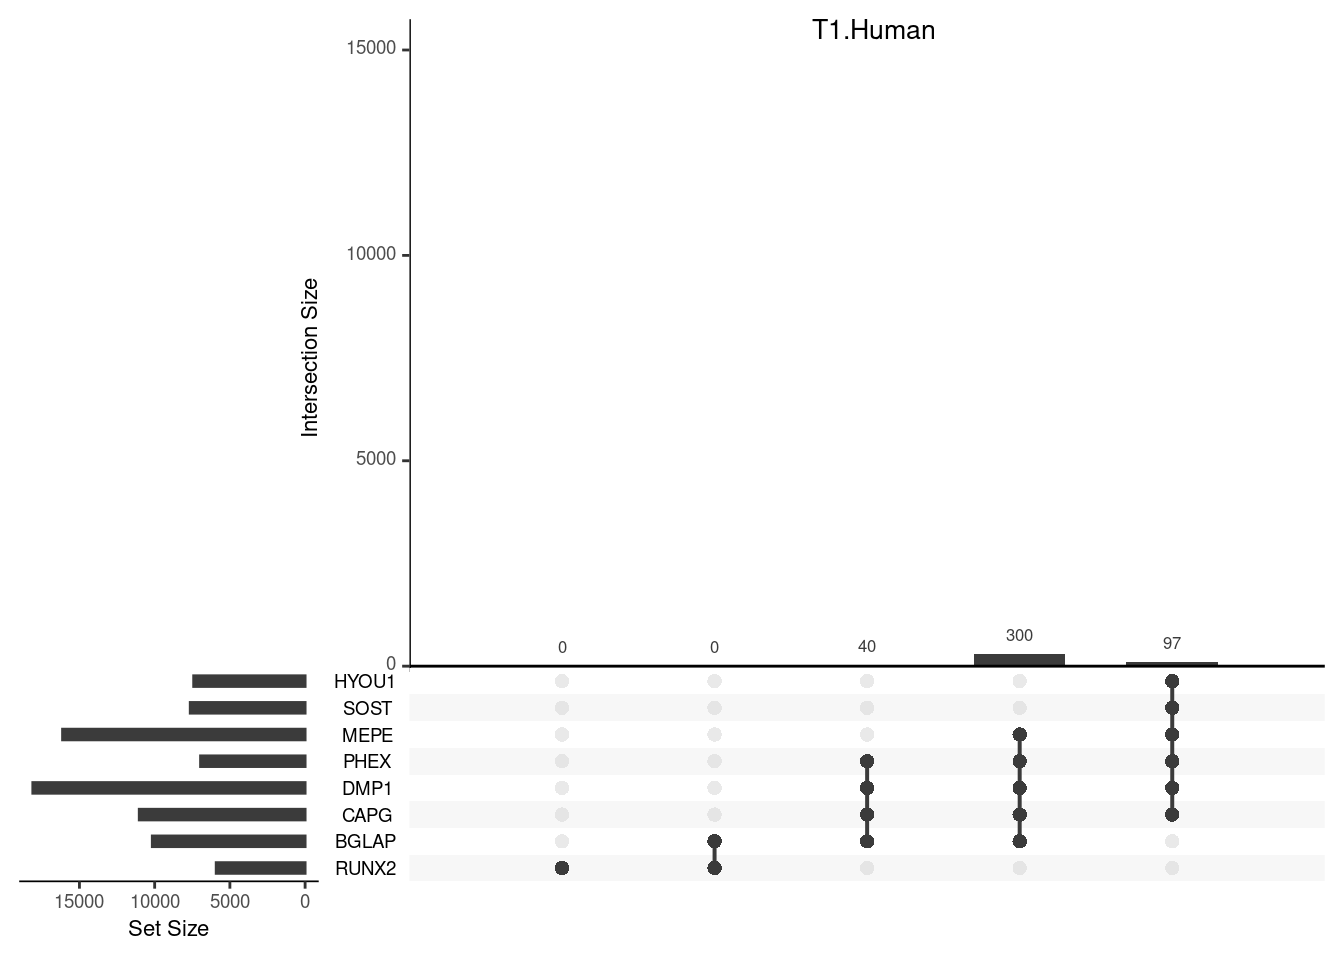 T1.Human
15000
10000
5000
0
Intersection Size
0
0
40
300
97
HYOU1
SOST
MEPE
PHEX
DMP1
CAPG
BGLAP
RUNX2
15000 10000 5000 0
Set Size